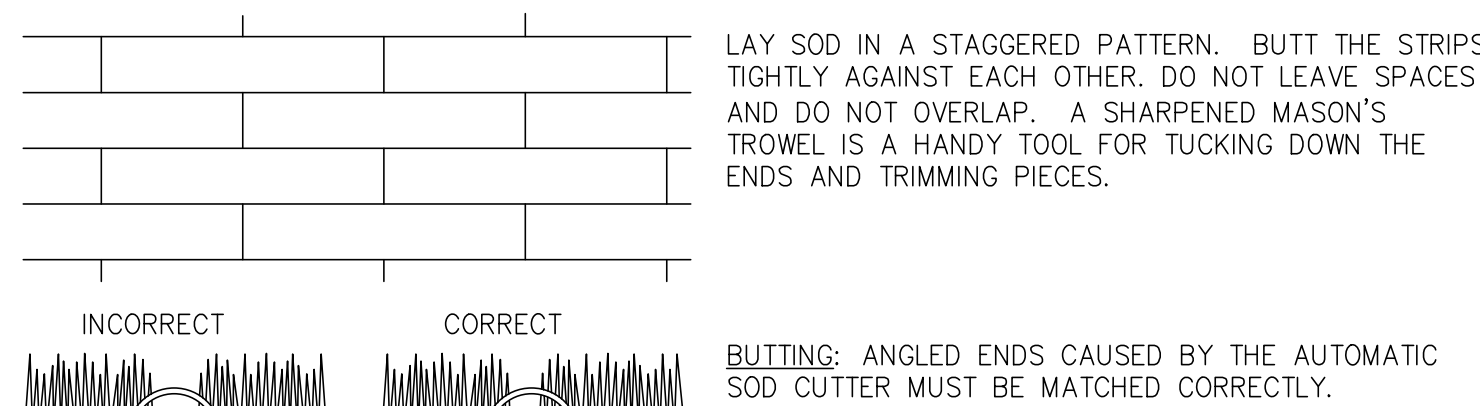 LAY SOD IN A STAGGERED PATTERN. BUTT THE STRIPS
TIGHTLY AGAINST EACH OTHER. DO NOT LEAVE SPACES
AND DO NOT OVERLAP. A SHARPENED MASON'S
TROWEL IS A HANDY TOOL FOR TUCKING DOWN THE
ENDS AND TRIMMING PIECES.
INCORRECT CORRECT
BUTTING: ANGLED ENDS CAUSED BY THE AUTOMATIC
SOD CUTTER MUST BE MATCHED CORRECTLY.